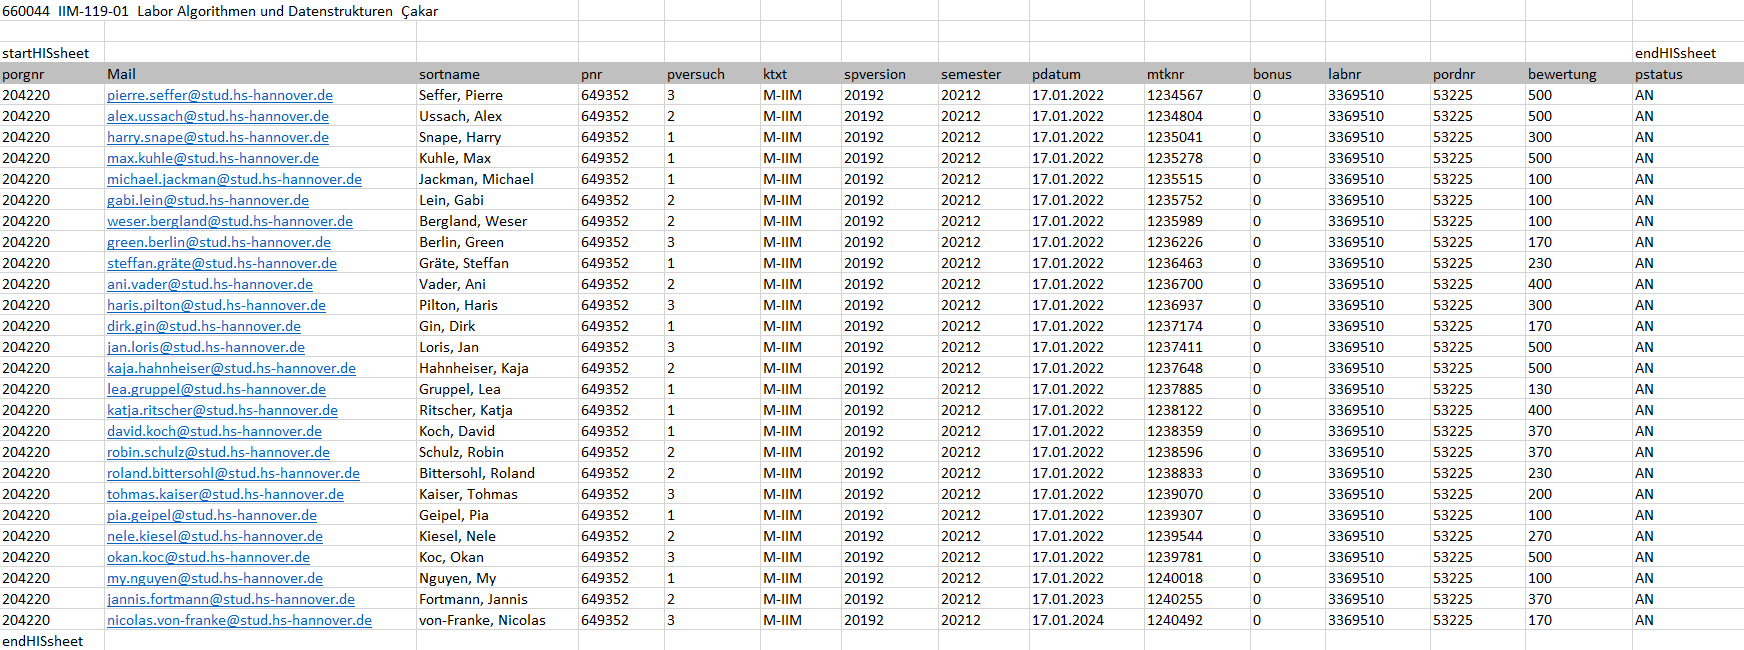 660044 IIM-119-01 Labor Algorithmen und Datenstrukturen Çakar
startHISsheet endHISsheet
porgnr Mail sortname pnr pversuch ktxt spversion semester pdatum mtknr bonus labnr pordnr bewertung pstatus
204220 pierre.seffer@stud.hs-hannover.de Seffer, Pierre 649352 3 M-IIM 20192 20212 17.01.2022 1234567 0 3369510 53225 500 AN
204220 alex.ussach@stud.hs-hannover.de Ussach, Alex 649352 2 M-IIM 20192 20212 17.01.2022 1234804 0 3369510 53225 500 AN
204220 harry.snape@stud.hs-hannover.de Snape, Harry 649352 1 M-IIM 20192 20212 17.01.2022 1235041 0 3369510 53225 300 AN
204220 max.kuhle@stud.hs-hannover.de Kuhle, Max 649352 1 M-IIM 20192 20212 17.01.2022 1235278 0 3369510 53225 500 AN
204220 michael.jackman@stud.hs-hannover.de Jackman, Michael 649352 1 M-IIM 20192 20212 17.01.2022 1235515 0 3369510 53225 100 AN
204220 gabi.lein@stud.hs-hannover.de Lein, Gabi 649352 2 M-IIM 20192 20212 17.01.2022 1235752 0 3369510 53225 100 AN
204220 weser.bergland@stud.hs-hannover.de Bergland, Weser 649352 2 M-IIM 20192 20212 17.01.2022 1235989 0 3369510 53225 100 AN
204220 green.berlin@stud.hs-hannover.de Berlin, Green 649352 3 M-IIM 20192 20212 17.01.2022 1236226 0 3369510 53225 170 AN
204220 steffan.gräte@stud.hs-hannover.de Gräte, Steffan 649352 1 M-IIM 20192 20212 17.01.2022 1236463 0 3369510 53225 230 AN
204220 ani.vader@stud.hs-hannover.de Vader, Ani 649352 2 M-IIM 20192 20212 17.01.2022 1236700 0 3369510 53225 400 AN
204220 haris.pilton@stud.hs-hannover.de Pilton, Haris 649352 3 M-IIM 20192 20212 17.01.2022 1236937 0 3369510 53225 300 AN
204220 dirk.gin@stud.hs-hannover.de Gin, Dirk 649352 1 M-IIM 20192 20212 17.01.2022 1237174 0 3369510 53225 170 AN
204220 jan.loris@stud.hs-hannover.de Loris, Jan 649352 3 M-IIM 20192 20212 17.01.2022 1237411 0 3369510 53225 500 AN
204220 kaja.hahnheiser@stud.hs-hannover.de Hahnheiser, Kaja 649352 2 M-IIM 20192 20212 17.01.2022 1237648 0 3369510 53225 500 AN
204220 lea.gruppel@stud.hs-hannover.de Gruppel, Lea 649352 1 M-IIM 20192 20212 17.01.2022 1237885 0 3369510 53225 130 AN
204220 katja.ritscher@stud.hs-hannover.de Ritscher, Katja 649352 1 M-IIM 20192 20212 17.01.2022 1238122 0 3369510 53225 400 AN
204220 david.koch@stud.hs-hannover.de Koch, David 649352 1 M-IIM 20192 20212 17.01.2022 1238359 0 3369510 53225 370 AN
204220 robin.schulz@stud.hs-hannover.de Schulz, Robin 649352 2 M-IIM 20192 20212 17.01.2022 1238596 0 3369510 53225 370 AN
204220 roland.bittersohl@stud.hs-hannover.de Bittersohl, Roland 649352 2 M-IIM 20192 20212 17.01.2022 1238833 0 3369510 53225 230 AN
204220 tohmas.kaiser@stud.hs-hannover.de Kaiser, Tohmas 649352 3 M-IIM 20192 20212 17.01.2022 1239070 0 3369510 53225 200 AN
204220 pia.geipel@stud.hs-hannover.de Geipel, Pia 649352 1 M-IIM 20192 20212 17.01.2022 1239307 0 3369510 53225 100 AN
204220 nele.kiesel@stud.hs-hannover.de Kiesel, Nele 649352 2 M-IIM 20192 20212 17.01.2022 1239544 0 3369510 53225 270 AN
204220 okan.koc@stud.hs-hannover.de Koc, Okan 649352 3 M-IIM 20192 20212 17.01.2022 1239781 0 3369510 53225 500 AN
204220 my.nguyen@stud.hs-hannover.de Nguyen, My 649352 1 M-IIM 20192 20212 17.01.2022 1240018 0 3369510 53225 100 AN
204220 jannis.fortmann@stud.hs-hannover.de Fortmann, Jannis 649352 2 M-IIM 20192 20212 17.01.2023 1240255 0 3369510 53225 370 AN
204220 nicolas.von-franke@stud.hs-hannover.de von-Franke, Nicolas 649352 3 M-IIM 20192 20212 17.01.2024 1240492 0 3369510 53225 170 AN
endHISsheet